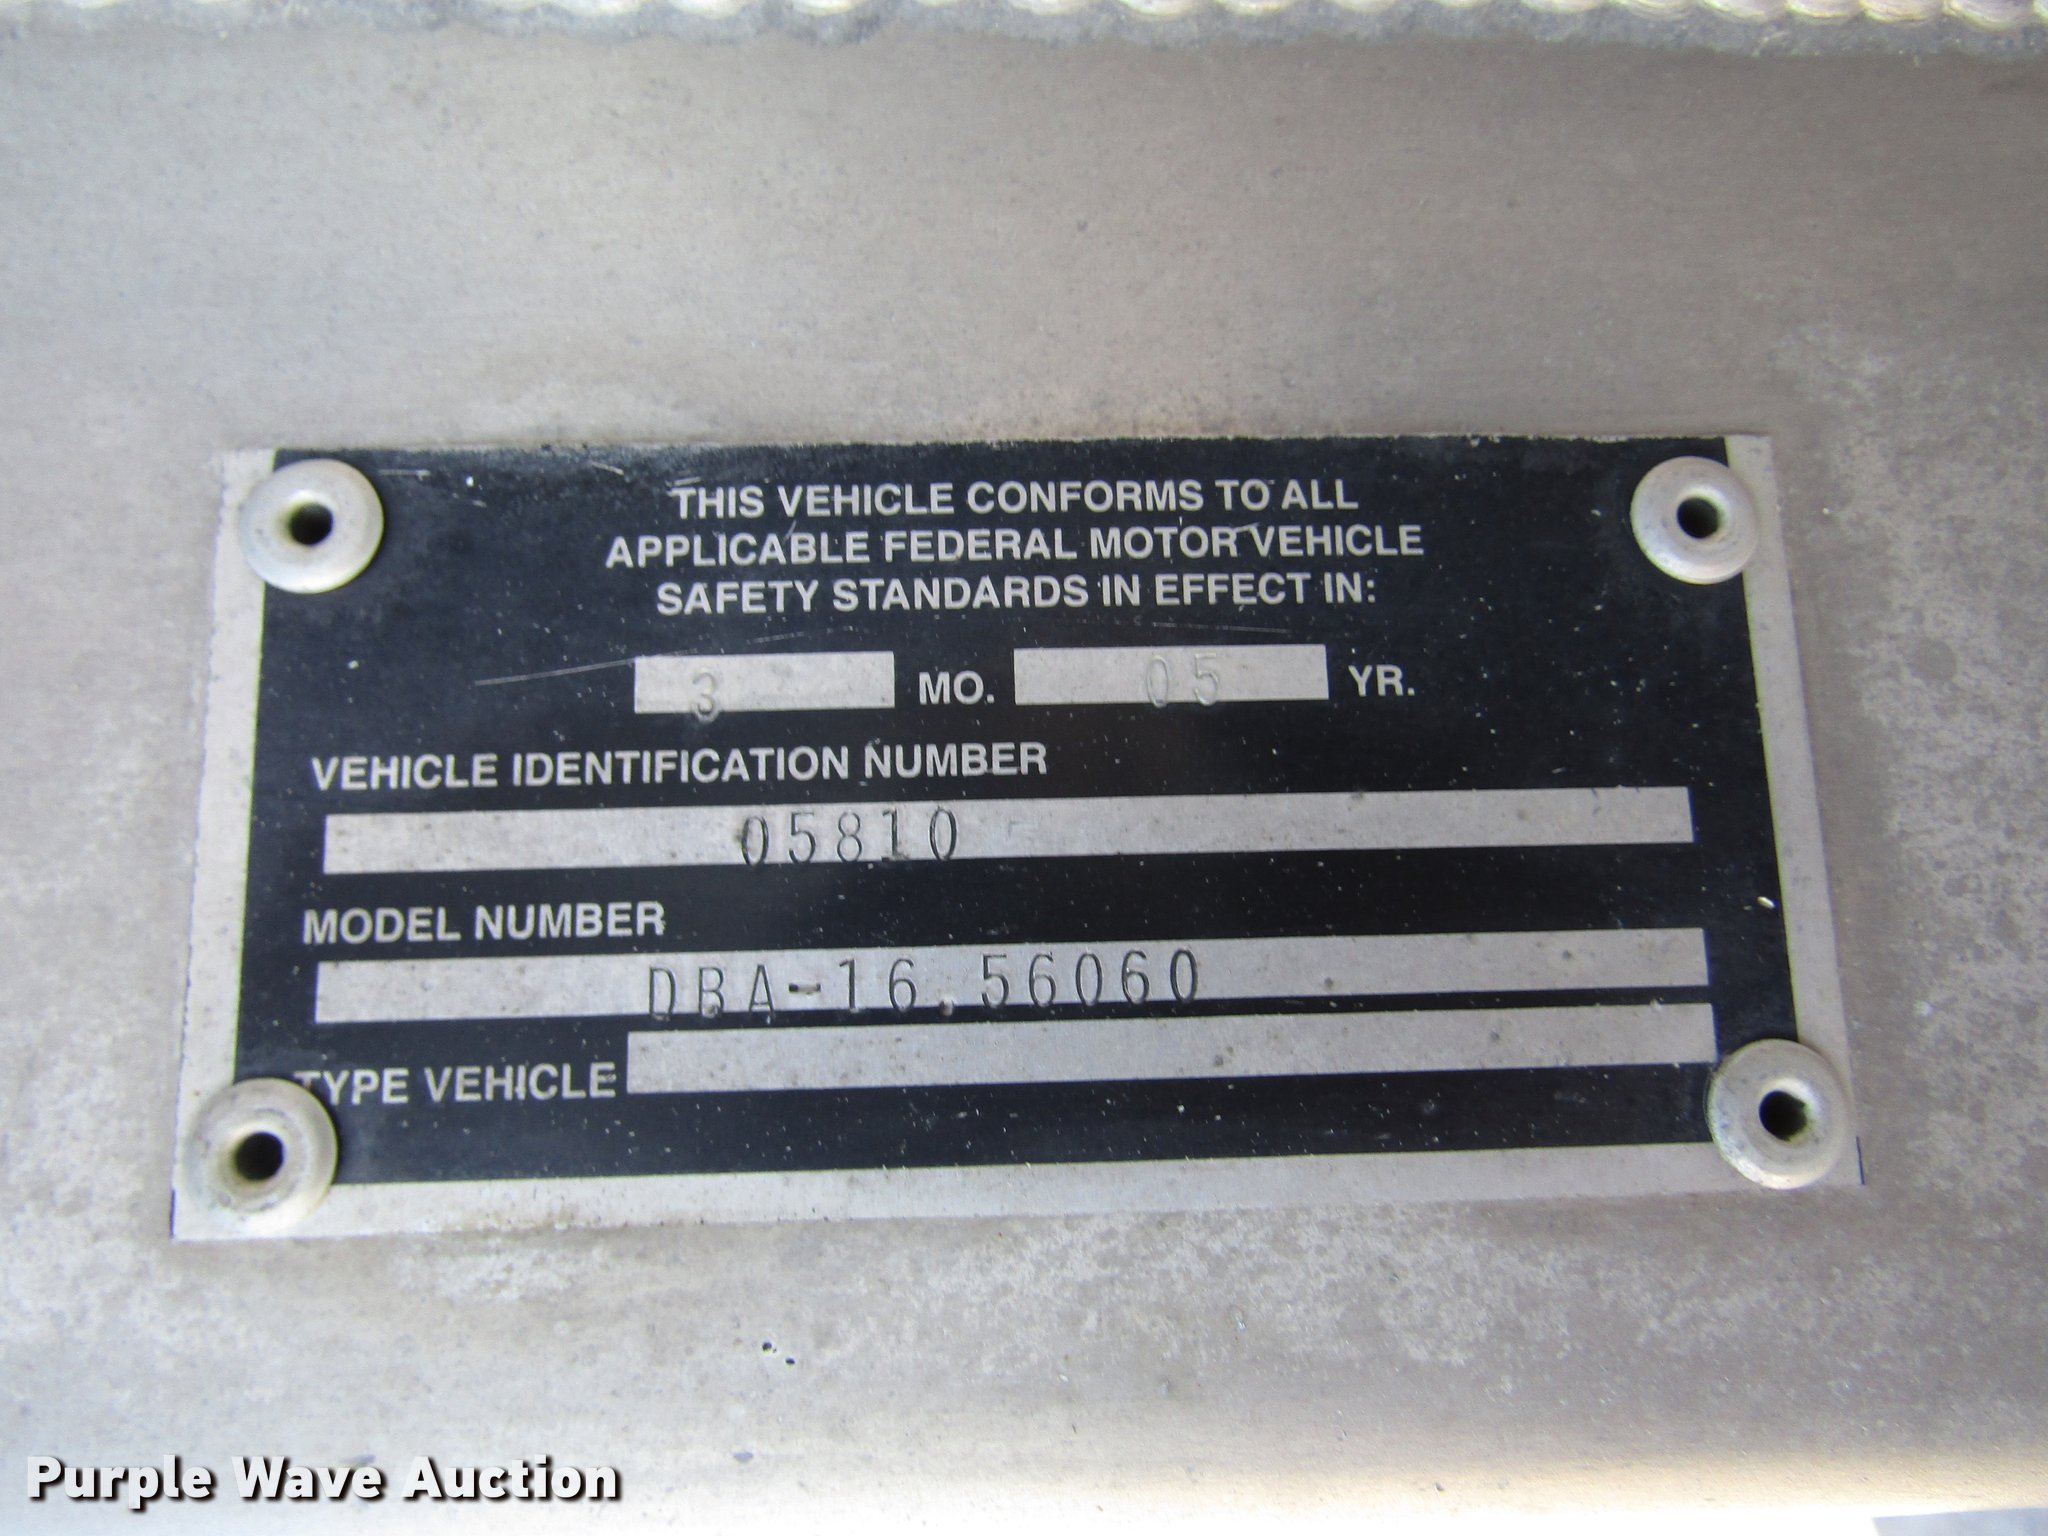 THIS VEHICLE CONFORMS TO ALL
APPLICABLE FEDERAL MOTOR VEHICLE
SAFETY STANDARDS IN EFFECT IN:
3 MO. 05 YR.
VEHICLE IDENTIFICATION NUMBER
05810
MODEL NUMBER
DBA-16.56060
TYPE VEHICLE
Purple Wave Auction